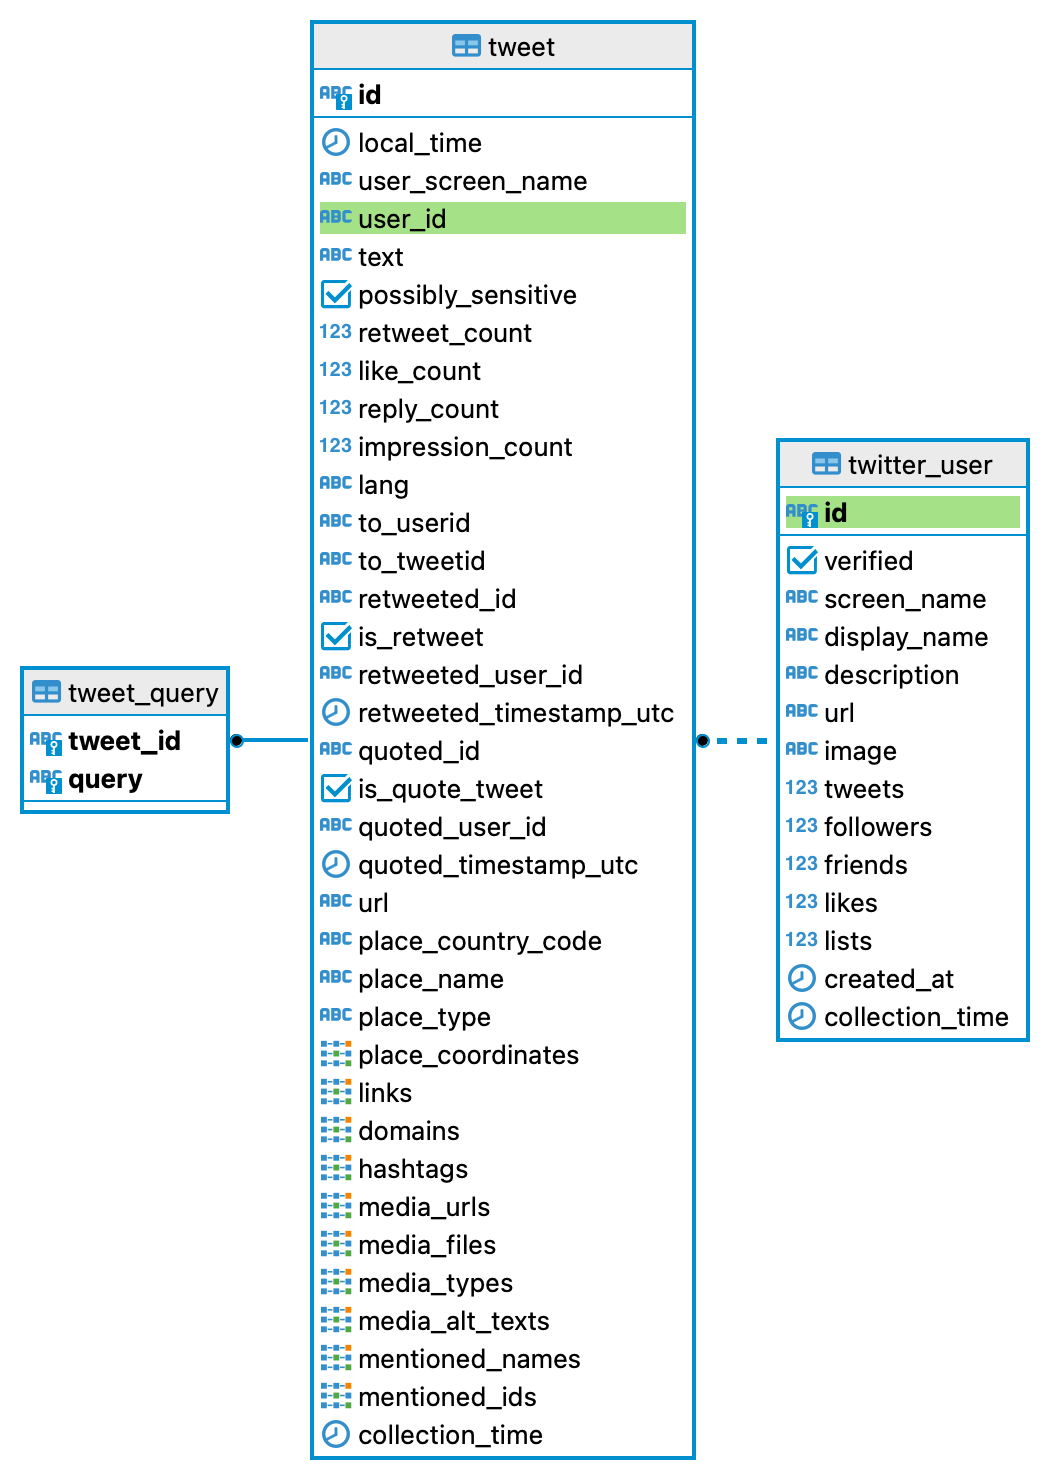 tweet
ABC id
local_time
ABC user_screen_name
ABC user_id
ABC text
possibly_sensitive
123 retweet_count
123 like_count
123 reply_count
123 impression_count
ABC lang
ABC to_userid
ABC to_tweetid
ABC retweeted_id
is_retweet
ABC retweeted_user_id
retweeted_timestamp_utc
ABC quoted_id
is_quote_tweet
ABC quoted_user_id
quoted_timestamp_utc
ABC url
ABC place_country_code
ABC place_name
ABC place_type
place_coordinates
links
domains
hashtags
media_urls
media_files
media_types
media_alt_texts
mentioned_names
mentioned_ids
collection_time
tweet_query
ABC tweet_id
ABC query
twitter_user
ABC id
verified
ABC screen_name
ABC display_name
ABC description
ABC url
ABC image
123 tweets
123 followers
123 friends
123 likes
123 lists
created_at
collection_time